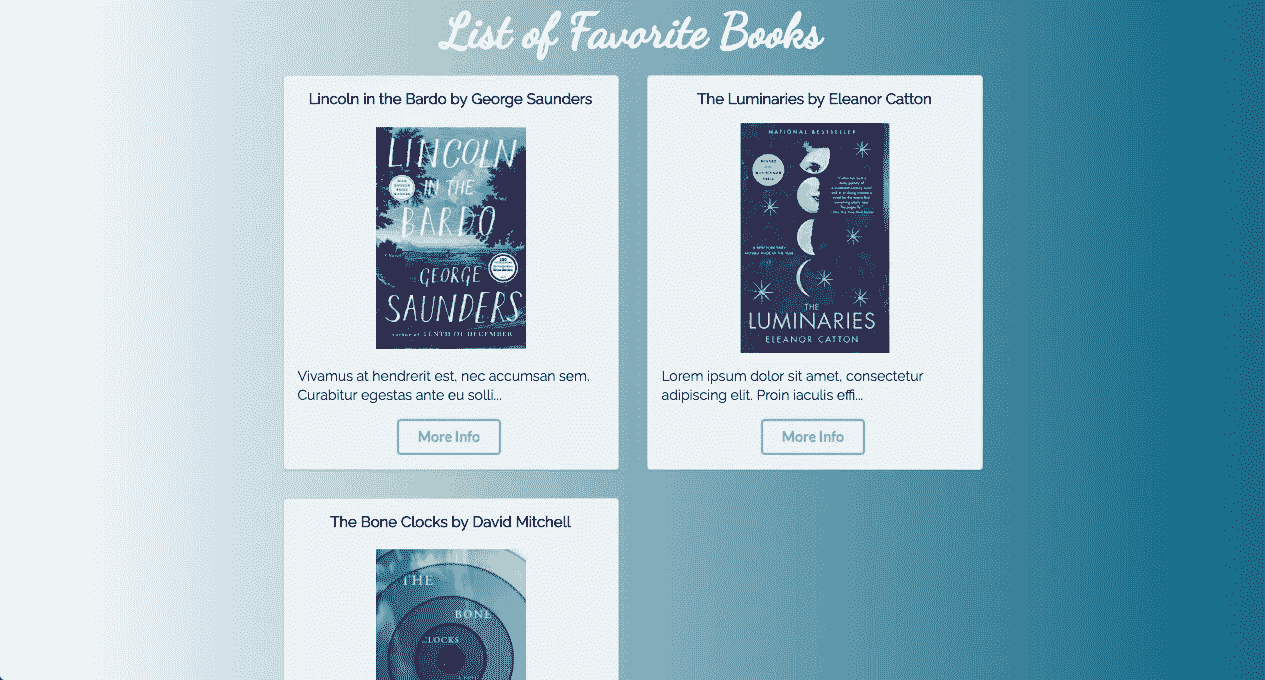 List of Favorite Books
Lincoln in the Bardo by George Saunders
LINCOLN
IN THE
BARDO
GEORGE
SAUNDERS
author of TENTH OF DECEMBER
Vivamus at hendrerit est, nec accumsan sem.
Curabitur egestas ante eu solli...
More Info
The Luminaries by Eleanor Catton
NATIONAL BESTSELLER
THE
LUMINARIES
ELEANOR CATTON
Lorem ipsum dolor sit amet, consectetur
adipiscing elit. Proin iaculis effi...
More Info
The Bone Clocks by David Mitchell
THE
BONE
CLOCKS